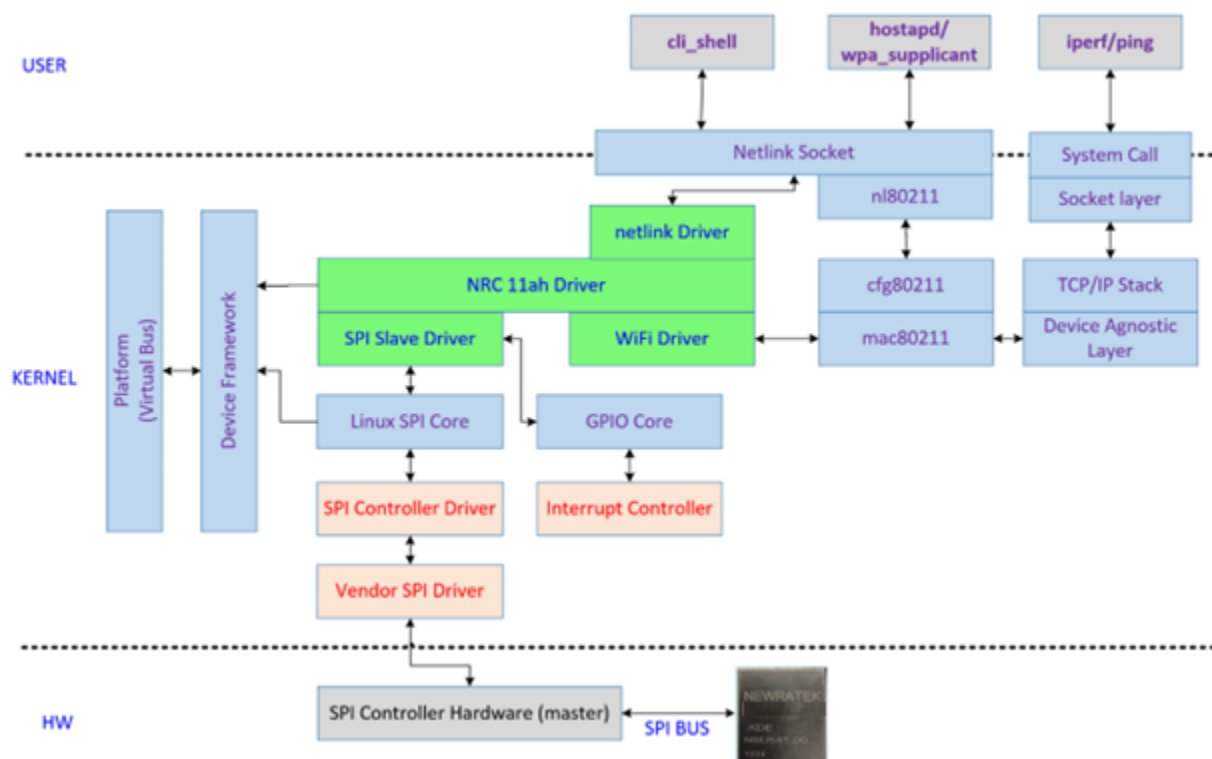 cli_shell
hostapd/
wpa_supplicant
iperf/ping
USER
Netlink Socket
System Call
nl80211
Socket layer
netlink Driver
NRC 11ah Driver
cfg80211
TCP/IP Stack
SPI Slave Driver
WiFi Driver
mac80211
Device Agnostic
Layer
KERNEL
Platform
(Virtual Bus)
Device Framework
Linux SPI Core
GPIO Core
SPI Controller Driver
Interrupt Controller
Vendor SPI Driver
HW
SPI Controller Hardware (master)
SPI BUS
NEWRATEK